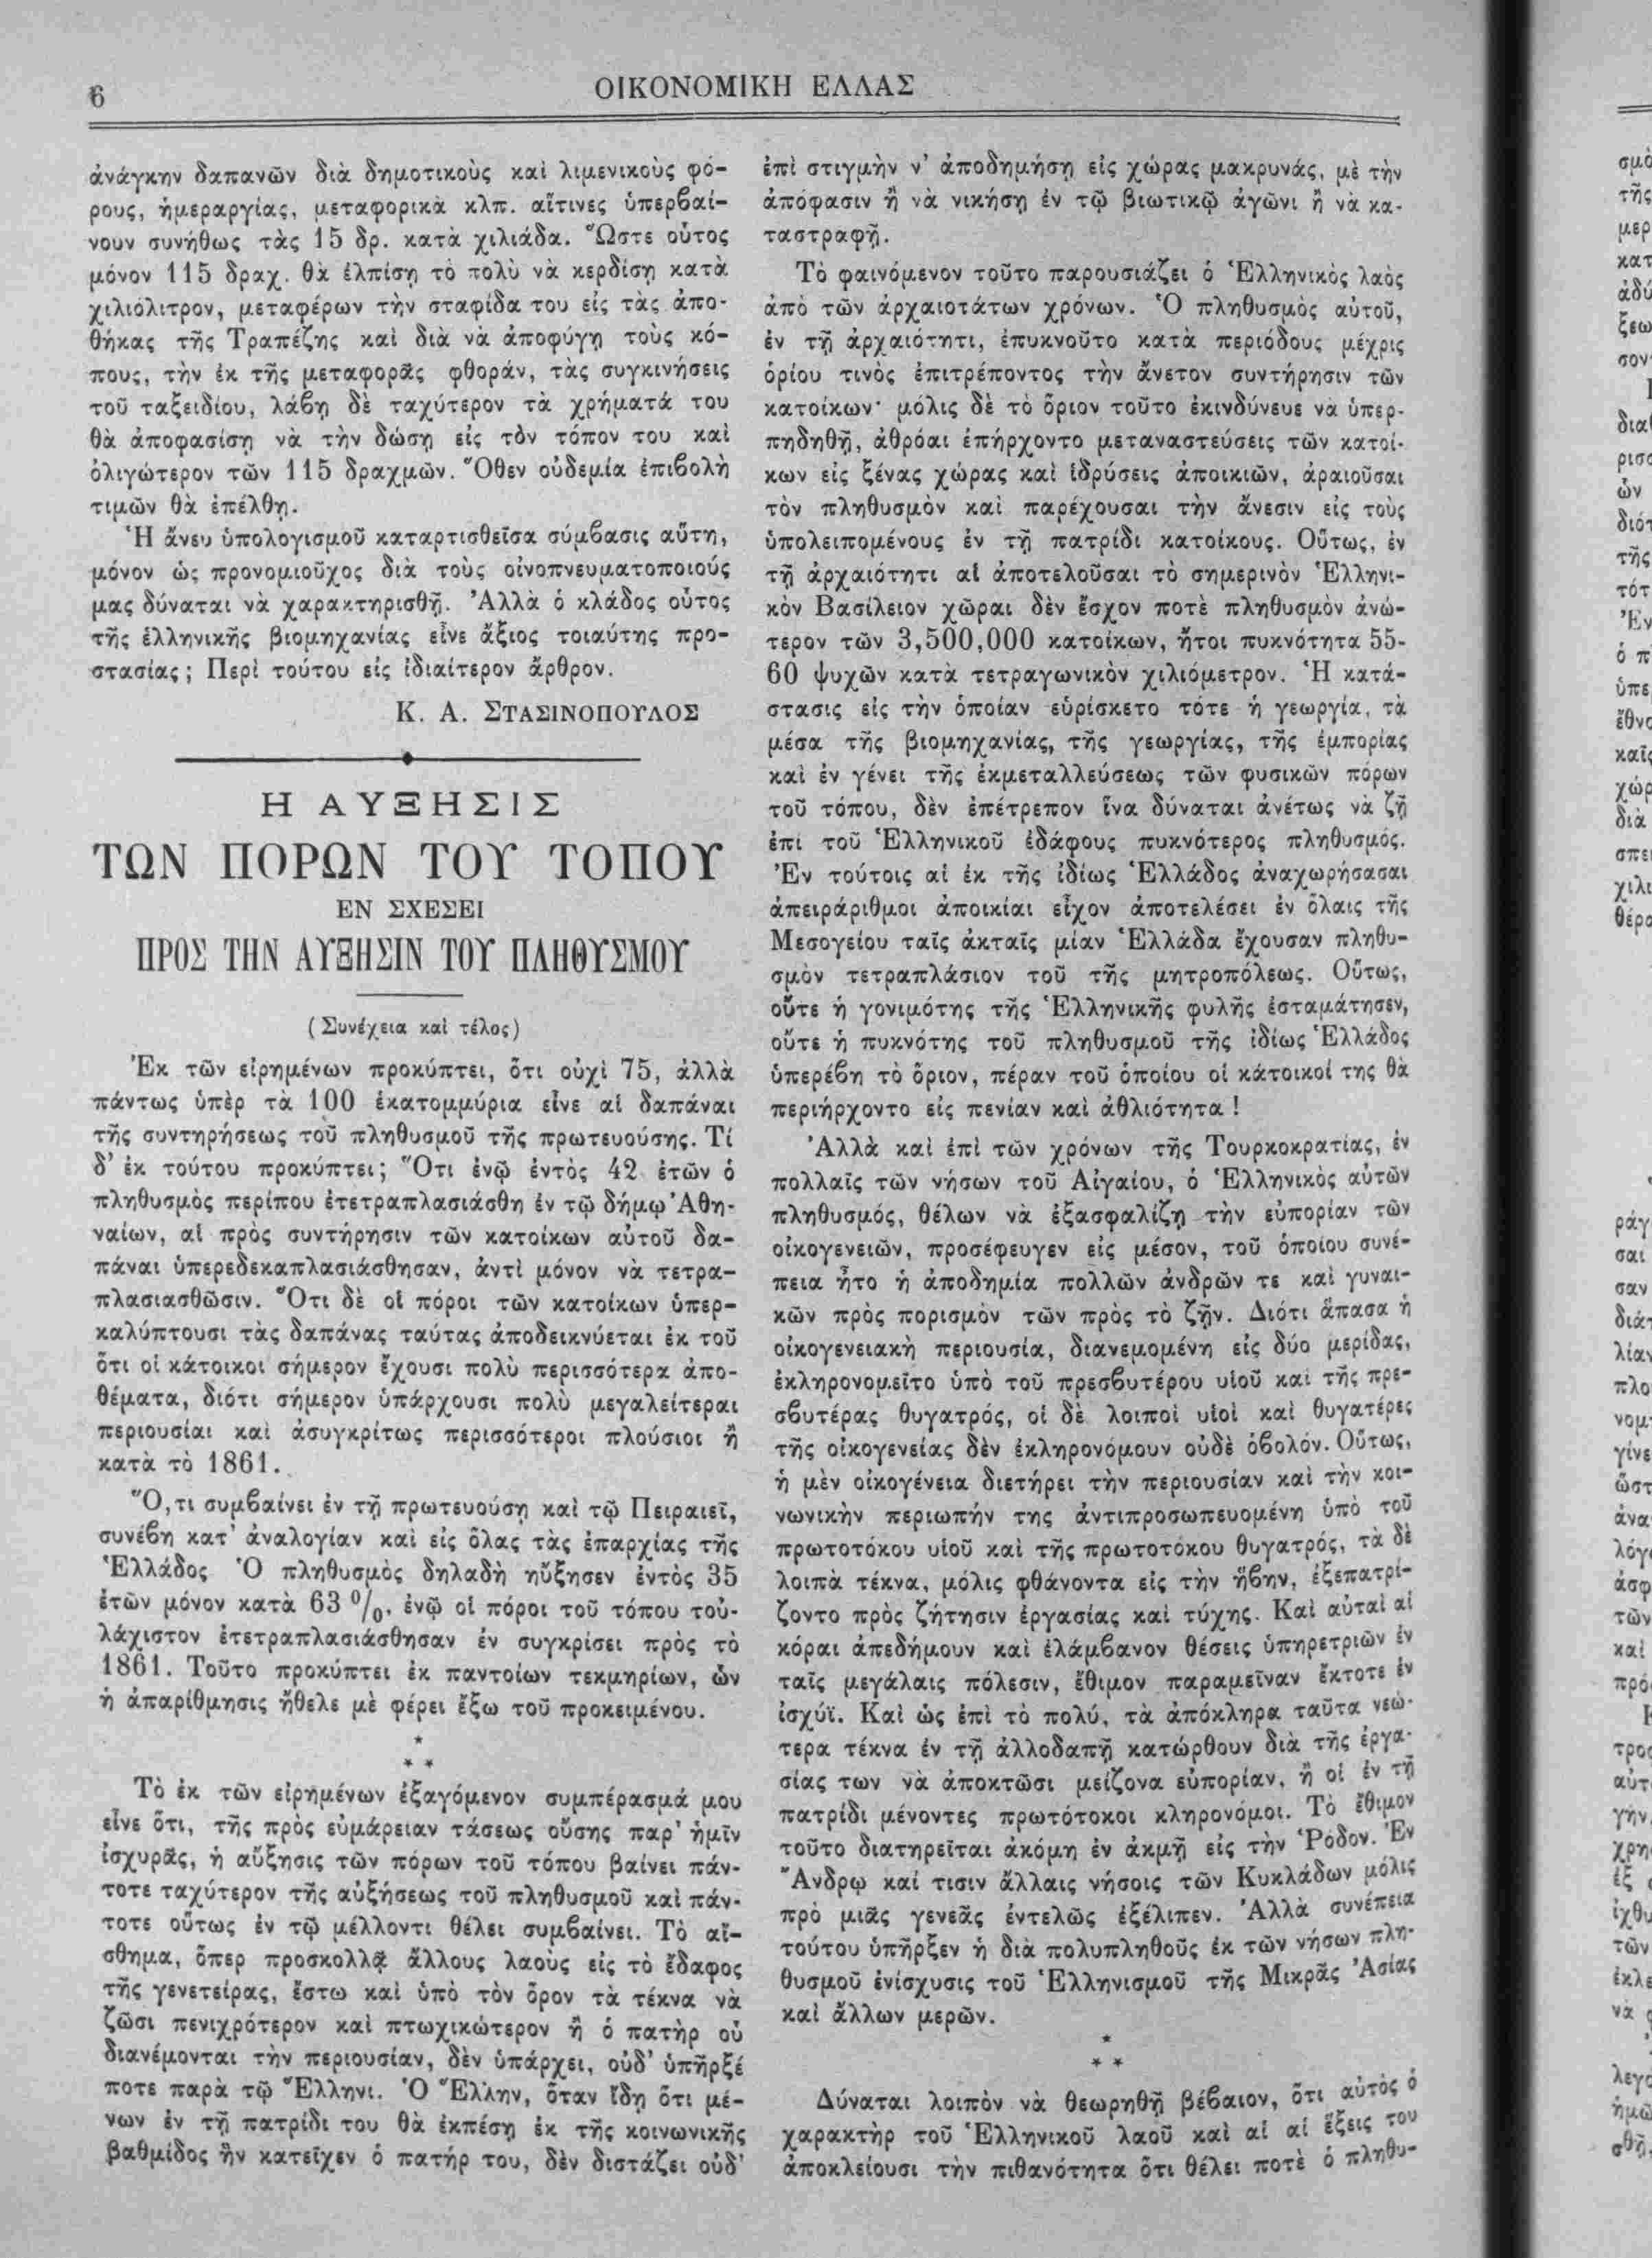 6
ΟΙΚΟΝΟΜΙΚΗ ΕΛΛΑΣ
ἀνάγκην δαπανῶν διὰ δημοτικοὺς καὶ λιμενικοὺς φό-
ρους, ἡμεραργίας, μεταφορικὰ κλπ. αἵτινες ὑπερβαί-
νουν συνήθως τὰς 15 δρ. κατὰ χιλιάδα. Ὥστε οὗτος
μόνον 115 δραχ. θὰ ἐλπίσῃ τὸ πολὺ νὰ κερδίσῃ κατὰ
χιλιόλιτρον, μεταφέρων τὴν σταφίδα του εἰς τὰς ἀπο-
θήκας τῆς Τραπέζης καὶ διὰ νὰ ἀποφύγῃ τοὺς κό-
πους, τὴν ἐκ τῆς μεταφορᾶς φθοράν, τὰς συγκινήσεις
τοῦ ταξειδίου, λάβῃ δὲ ταχύτερον τὰ χρήματά του
θὰ ἀποφασίσῃ νὰ τὴν δώσῃ εἰς τὸν τόπον του καὶ
ὀλιγώτερον τῶν 115 δραχμῶν. Ὅθεν οὐδεμία ἐπιβολὴ
τιμῶν θὰ ἐπέλθῃ.
Ἡ ἄνευ ὑπολογισμοῦ καταρτισθεῖσα σύμβασις αὕτη,
μόνον ὡς προνομιοῦχος διὰ τοὺς οἰνοπνευματοποιούς
μας δύναται νὰ χαρακτηρισθῇ. Ἀλλὰ ὁ κλάδος οὗτος
τῆς ἑλληνικῆς βιομηχανίας εἶνε ἄξιος τοιαύτης προ-
στασίας; Περὶ τούτου εἰς ἰδιαίτερον ἄρθρον.
Κ. Α. ΣΤΑΣΙΝΟΠΟΥΛΟΣ
Η ΑΥΞΗΣΙΣ
ΤΩΝ ΠΟΡΩΝ ΤΟΥ ΤΟΠΟΥ
ΕΝ ΣΧΕΣΕΙ
ΠΡΟΣ ΤΗΝ ΑΥΞΗΣΙΝ ΤΟΥ ΠΛΗΘΥΣΜΟΥ
(Συνέχεια καὶ τέλος)
Ἐκ τῶν εἰρημένων προκύπτει, ὅτι οὐχὶ 75, ἀλλὰ
πάντως ὑπὲρ τὰ 100 ἑκατομμύρια εἶνε αἱ δαπάναι
τῆς συντηρήσεως τοῦ πληθυσμοῦ τῆς πρωτευούσης. Τί
δ' ἐκ τούτου προκύπτει; Ὅτι ἐνῷ ἐντὸς 42 ἐτῶν ὁ
πληθυσμὸς περίπου ἐτετραπλασιάσθη ἐν τῷ δήμῳ Ἀθη-
ναίων, αἱ πρὸς συντήρησιν τῶν κατοίκων αὐτοῦ δα-
πάναι ὑπερεδεκαπλασιάσθησαν, ἀντὶ μόνον νὰ τετρα-
πλασιασθῶσιν. Ὅτι δὲ οἱ πόροι τῶν κατοίκων ὑπερ-
καλύπτουσι τὰς δαπάνας ταύτας ἀποδεικνύεται ἐκ τοῦ
ὅτι οἱ κάτοικοι σήμερον ἔχουσι πολὺ περισσότερα ἀπο-
θέματα, διότι σήμερον ὑπάρχουσι πολὺ μεγαλείτεραι
περιουσίαι καὶ ἀσυγκρίτως περισσότεροι πλούσιοι ἢ
κατὰ τὸ 1861.
Ὅ,τι συμβαίνει ἐν τῇ πρωτευούσῃ καὶ τῷ Πειραιεῖ,
συνέβη κατ' ἀναλογίαν καὶ εἰς ὅλας τὰς ἐπαρχίας τῆς
Ἑλλάδος Ὁ πληθυσμὸς δηλαδὴ ηὔξησεν ἐντὸς 35
ἐτῶν μόνον κατὰ 63 %, ἐνῷ οἱ πόροι τοῦ τόπου τοὐ-
λάχιστον ἐτετραπλασιάσθησαν ἐν συγκρίσει πρὸς τὸ
1861. Τοῦτο προκύπτει ἐκ παντοίων τεκμηρίων, ὧν
ἡ ἀπαρίθμησις ἤθελε μὲ φέρει ἔξω τοῦ προκειμένου.
*
* *
Τὸ ἐκ τῶν εἰρημένων ἐξαγόμενον συμπέρασμά μου
εἶνε ὅτι, τῆς πρὸς εὐμάρειαν τάσεως οὔσης παρ' ἡμῖν
ἰσχυρᾶς, ἡ αὔξησις τῶν πόρων τοῦ τόπου βαίνει πάν-
τοτε ταχύτερον τῆς αὐξήσεως τοῦ πληθυσμοῦ καὶ πάν-
τοτε οὕτως ἐν τῷ μέλλοντι θέλει συμβαίνει. Τὸ αἴ-
σθημα, ὅπερ προσκολλᾷ ἄλλους λαοὺς εἰς τὸ ἔδαφος
τῆς γενετείρας, ἔστω καὶ ὑπὸ τὸν ὅρον τὰ τέκνα νὰ
ζῶσι πενιχρότερον καὶ πτωχικώτερον ἢ ὁ πατὴρ οὗ
διανέμονται τὴν περιουσίαν, δὲν ὑπάρχει, οὐδ' ὑπῆρξέ
ποτε παρὰ τῷ Ἕλληνι. Ὁ Ἕλλην, ὅταν ἴδῃ ὅτι μέ-
νων ἐν τῇ πατρίδι του θὰ ἐκπέσῃ ἐκ τῆς κοινωνικῆς
βαθμίδος ἣν κατεῖχεν ὁ πατήρ του, δὲν διστάζει οὐδ'
ἐπὶ στιγμὴν ν' ἀποδημήσῃ εἰς χώρας μακρυνάς, μὲ τὴν
ἀπόφασιν ἢ νὰ νικήσῃ ἐν τῷ βιωτικῷ ἀγῶνι ἢ νὰ κα-
ταστραφῇ.
Τὸ φαινόμενον τοῦτο παρουσιάζει ὁ Ἑλληνικὸς λαὸς
ἀπὸ τῶν ἀρχαιοτάτων χρόνων. Ὁ πληθυσμὸς αὐτοῦ,
ἐν τῇ ἀρχαιότητι, ἐπυκνοῦτο κατὰ περιόδους μέχρις
ὁρίου τινὸς ἐπιτρέποντος τὴν ἄνετον συντήρησιν τῶν
κατοίκων· μόλις δὲ τὸ ὅριον τοῦτο ἐκινδύνευε νὰ ὑπερ-
πηδηθῇ, ἀθρόαι ἐπήρχοντο μεταναστεύσεις τῶν κατοί-
κων εἰς ξένας χώρας καὶ ἱδρύσεις ἀποικιῶν, ἀραιοῦσαι
τὸν πληθυσμὸν καὶ παρέχουσαι τὴν ἄνεσιν εἰς τοὺς
ὑπολειπομένους ἐν τῇ πατρίδι κατοίκους. Οὕτως, ἐν
τῇ ἀρχαιότητι αἱ ἀποτελοῦσαι τὸ σημερινὸν Ἑλληνι-
κὸν Βασίλειον χῶραι δὲν ἔσχον ποτὲ πληθυσμὸν ἀνώ-
τερον τῶν 3,500,000 κατοίκων, ἤτοι πυκνότητα 55-
60 ψυχῶν κατὰ τετραγωνικὸν χιλιόμετρον. Ἡ κατά-
στασις εἰς τὴν ὁποίαν εὑρίσκετο τότε ἡ γεωργία, τὰ
μέσα τῆς βιομηχανίας, τῆς γεωργίας, τῆς ἐμπορίας
καὶ ἐν γένει τῆς ἐκμεταλλεύσεως τῶν φυσικῶν πόρων
τοῦ τόπου, δὲν ἐπέτρεπον ἵνα δύναται ἀνέτως νὰ ζῇ
ἐπὶ τοῦ Ἑλληνικοῦ ἐδάφους πυκνότερος πληθυσμός.
Ἐν τούτοις αἱ ἐκ τῆς ἰδίως Ἑλλάδος ἀναχωρήσασαι
ἀπειράριθμοι ἀποικίαι εἶχον ἀποτελέσει ἐν ὅλαις τῆς
Μεσογείου ταῖς ἀκταῖς μίαν Ἑλλάδα ἔχουσαν πληθυ-
σμὸν τετραπλάσιον τοῦ τῆς μητροπόλεως. Οὕτως,
οὔτε ἡ γονιμότης τῆς Ἑλληνικῆς φυλῆς ἐσταμάτησεν,
οὔτε ἡ πυκνότης τοῦ πληθυσμοῦ τῆς ἰδίως Ἑλλάδος
ὑπερέβη τὸ ὅριον, πέραν τοῦ ὁποίου οἱ κάτοικοί της θὰ
περιήρχοντο εἰς πενίαν καὶ ἀθλιότητα!
Ἀλλὰ καὶ ἐπὶ τῶν χρόνων τῆς Τουρκοκρατίας, ἐν
πολλαῖς τῶν νήσων τοῦ Αἰγαίου, ὁ Ἑλληνικὸς αὐτῶν
πληθυσμός, θέλων νὰ ἐξασφαλίζῃ τὴν εὐπορίαν τῶν
οἰκογενειῶν, προσέφευγεν εἰς μέσον, τοῦ ὁποίου συνέ-
πεια ἦτο ἡ ἀποδημία πολλῶν ἀνδρῶν τε καὶ γυναι-
κῶν πρὸς πορισμὸν τῶν πρὸς τὸ ζῇν. Διότι ἅπασα ἡ
οἰκογενειακὴ περιουσία, διανεμομένη εἰς δύο μερίδας,
ἐκληρονομεῖτο ὑπὸ τοῦ πρεσβυτέρου υἱοῦ καὶ τῆς πρε-
σβυτέρας θυγατρός, οἱ δὲ λοιποὶ υἱοὶ καὶ θυγατέρες
τῆς οἰκογενείας δὲν ἐκληρονόμουν οὐδὲ ὀβολόν. Οὕτως,
ἡ μὲν οἰκογένεια διετήρει τὴν περιουσίαν καὶ τὴν κοι-
νωνικὴν περιωπήν της ἀντιπροσωπευομένη ὑπὸ τοῦ
πρωτοτόκου υἱοῦ καὶ τῆς πρωτοτόκου θυγατρός, τὰ δὲ
λοιπὰ τέκνα, μόλις φθάνοντα εἰς τὴν ἥβην, ἐξεπατρί-
ζοντο πρὸς ζήτησιν ἐργασίας καὶ τύχης. Καὶ αὐταὶ αἱ
κόραι ἀπεδήμουν καὶ ἐλάμβανον θέσεις ὑπηρετριῶν ἐν
ταῖς μεγάλαις πόλεσιν, ἔθιμον παραμεῖναν ἔκτοτε ἐν
ἰσχύϊ. Καὶ ὡς ἐπὶ τὸ πολύ, τὰ ἀπόκληρα ταῦτα νεώ-
τερα τέκνα ἐν τῇ ἀλλοδαπῇ κατώρθουν διὰ τῆς ἐργα-
σίας των νὰ ἀποκτῶσι μείζονα εὐπορίαν, ἢ οἱ ἐν τῇ
πατρίδι μένοντες πρωτότοκοι κληρονόμοι. Τὸ ἔθιμον
τοῦτο διατηρεῖται ἀκόμη ἐν ἀκμῇ εἰς τὴν Ῥόδον. Ἐν
Ἄνδρῳ καί τισιν ἄλλαις νήσοις τῶν Κυκλάδων μόλις
πρὸ μιᾶς γενεᾶς ἐντελῶς ἐξέλιπεν. Ἀλλὰ συνέπεια
τούτου ὑπῆρξεν ἡ διὰ πολυπληθοῦς ἐκ τῶν νήσων πλη-
θυσμοῦ ἐνίσχυσις τοῦ Ἑλληνισμοῦ τῆς Μικρᾶς Ἀσίας
καὶ ἄλλων μερῶν.
*
* *
Δύναται λοιπὸν νὰ θεωρηθῇ βέβαιον, ὅτι αὐτὸς ὁ
χαρακτὴρ τοῦ Ἑλληνικοῦ λαοῦ καὶ αἱ αἱ ἕξεις του
ἀποκλείουσι τὴν πιθανότητα ὅτι θέλει ποτὲ ὁ πληθυ-